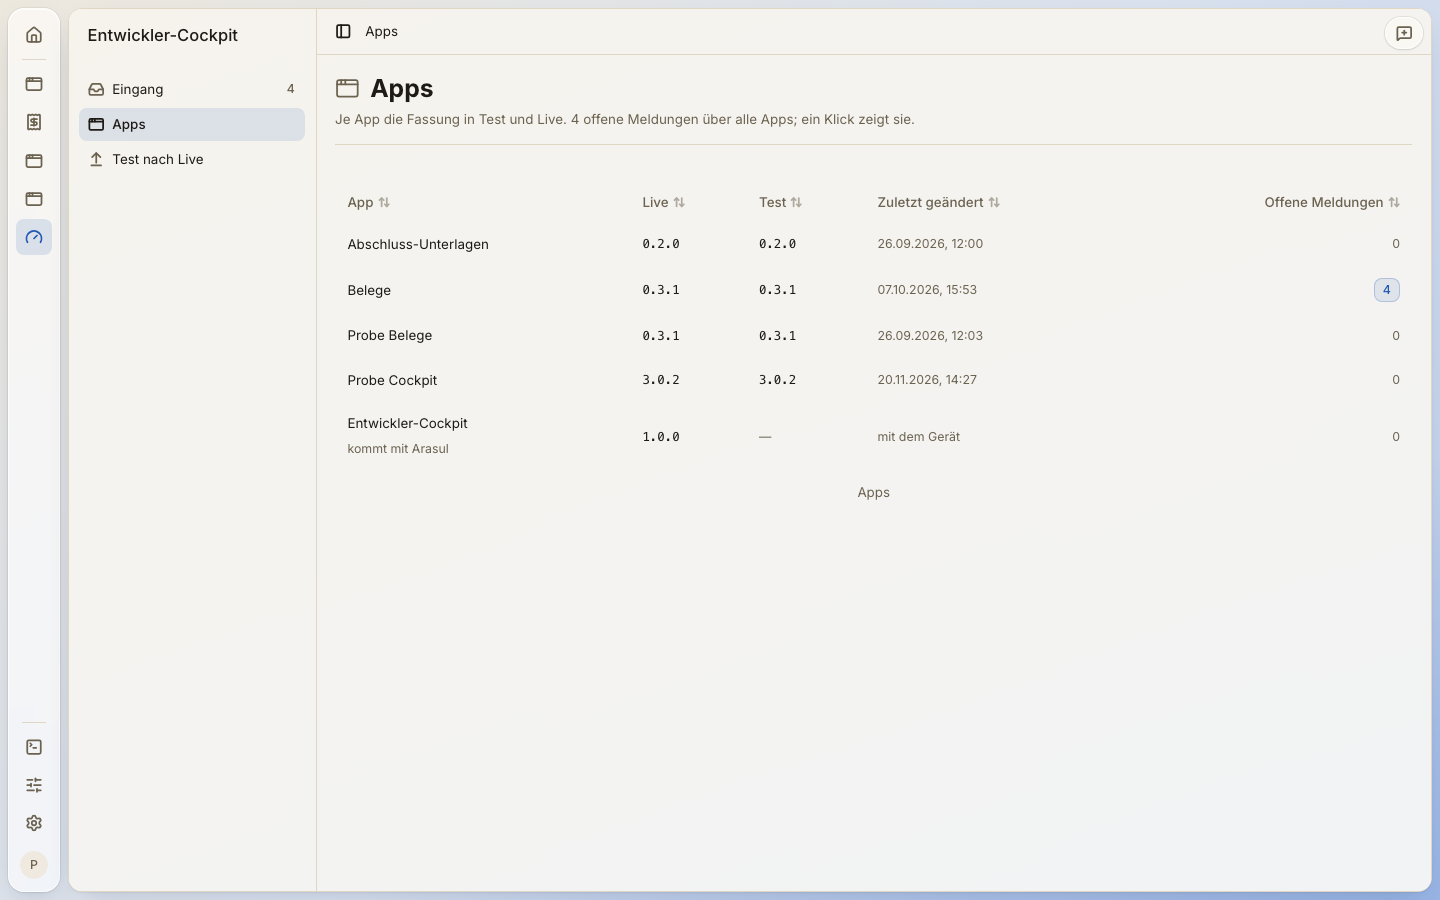 Entwickler-Cockpit
Eingang 4
Apps
Test nach Live
P
Apps
Apps
Je App die Fassung in Test und Live. 4 offene Meldungen über alle Apps; ein Klick zeigt sie.
App Live Test Zuletzt geändert Offene Meldungen
Abschluss-Unterlagen 0.2.0 0.2.0 26.09.2026, 12:00 0
Belege 0.3.1 0.3.1 07.10.2026, 15:53 4
Probe Belege 0.3.1 0.3.1 26.09.2026, 12:03 0
Probe Cockpit 3.0.2 3.0.2 20.11.2026, 14:27 0
Entwickler-Cockpit 1.0.0 — mit dem Gerät 0
kommt mit Arasul
Apps